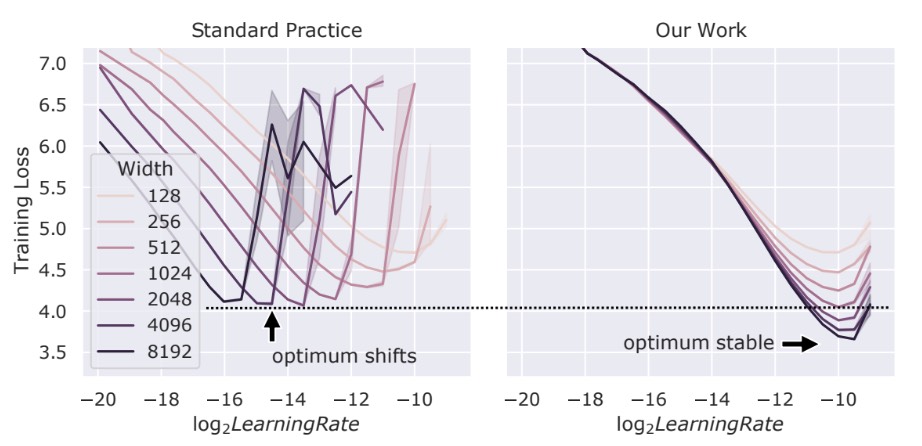 Standard Practice
Our Work
Training Loss
7.0
6.5
6.0
5.5
5.0
4.5
4.0
3.5
Width
128
256
512
1024
2048
4096
8192
optimum shifts
optimum stable
−20 −18 −16 −14 −12 −10
log₂LearningRate
−20 −18 −16 −14 −12 −10
log₂LearningRate